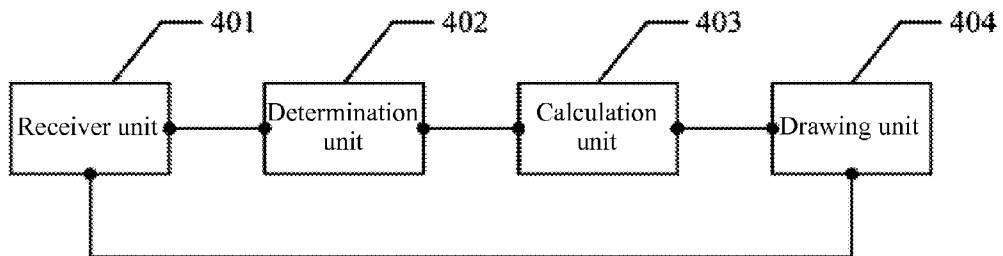 401 402 403 404
Receiver unit
Determination
unit
Calculation
unit
Drawing unit